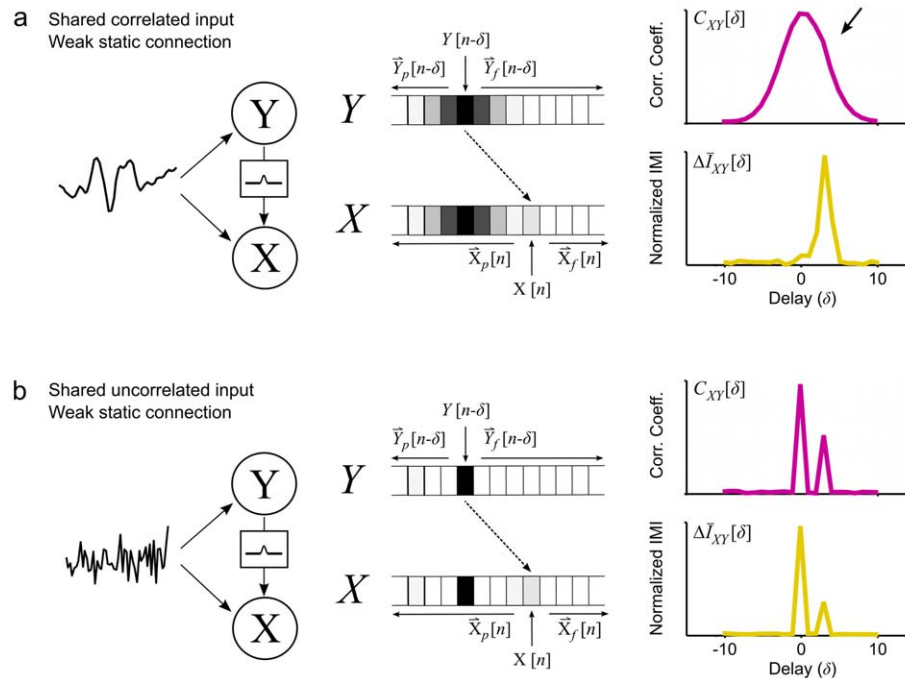 a
Shared correlated input
Weak static connection
Y
X
Y
X
Y[n-δ]
Y⃗p[n-δ]
Y⃗f[n-δ]
X⃗p[n]
X⃗f[n]
X [n]
Corr. Coeff.
CXY[δ]
Normalized IMI
ΔĪXY[δ]
-10 0 10
Delay (δ)
b
Shared uncorrelated input
Weak static connection
Y
X
Y
X
Y[n-δ]
Y⃗p[n-δ]
Y⃗f[n-δ]
X⃗p[n]
X⃗f[n]
X [n]
Corr. Coeff.
CXY[δ]
Normalized IMI
ΔĪXY[δ]
-10 0 10
Delay (δ)